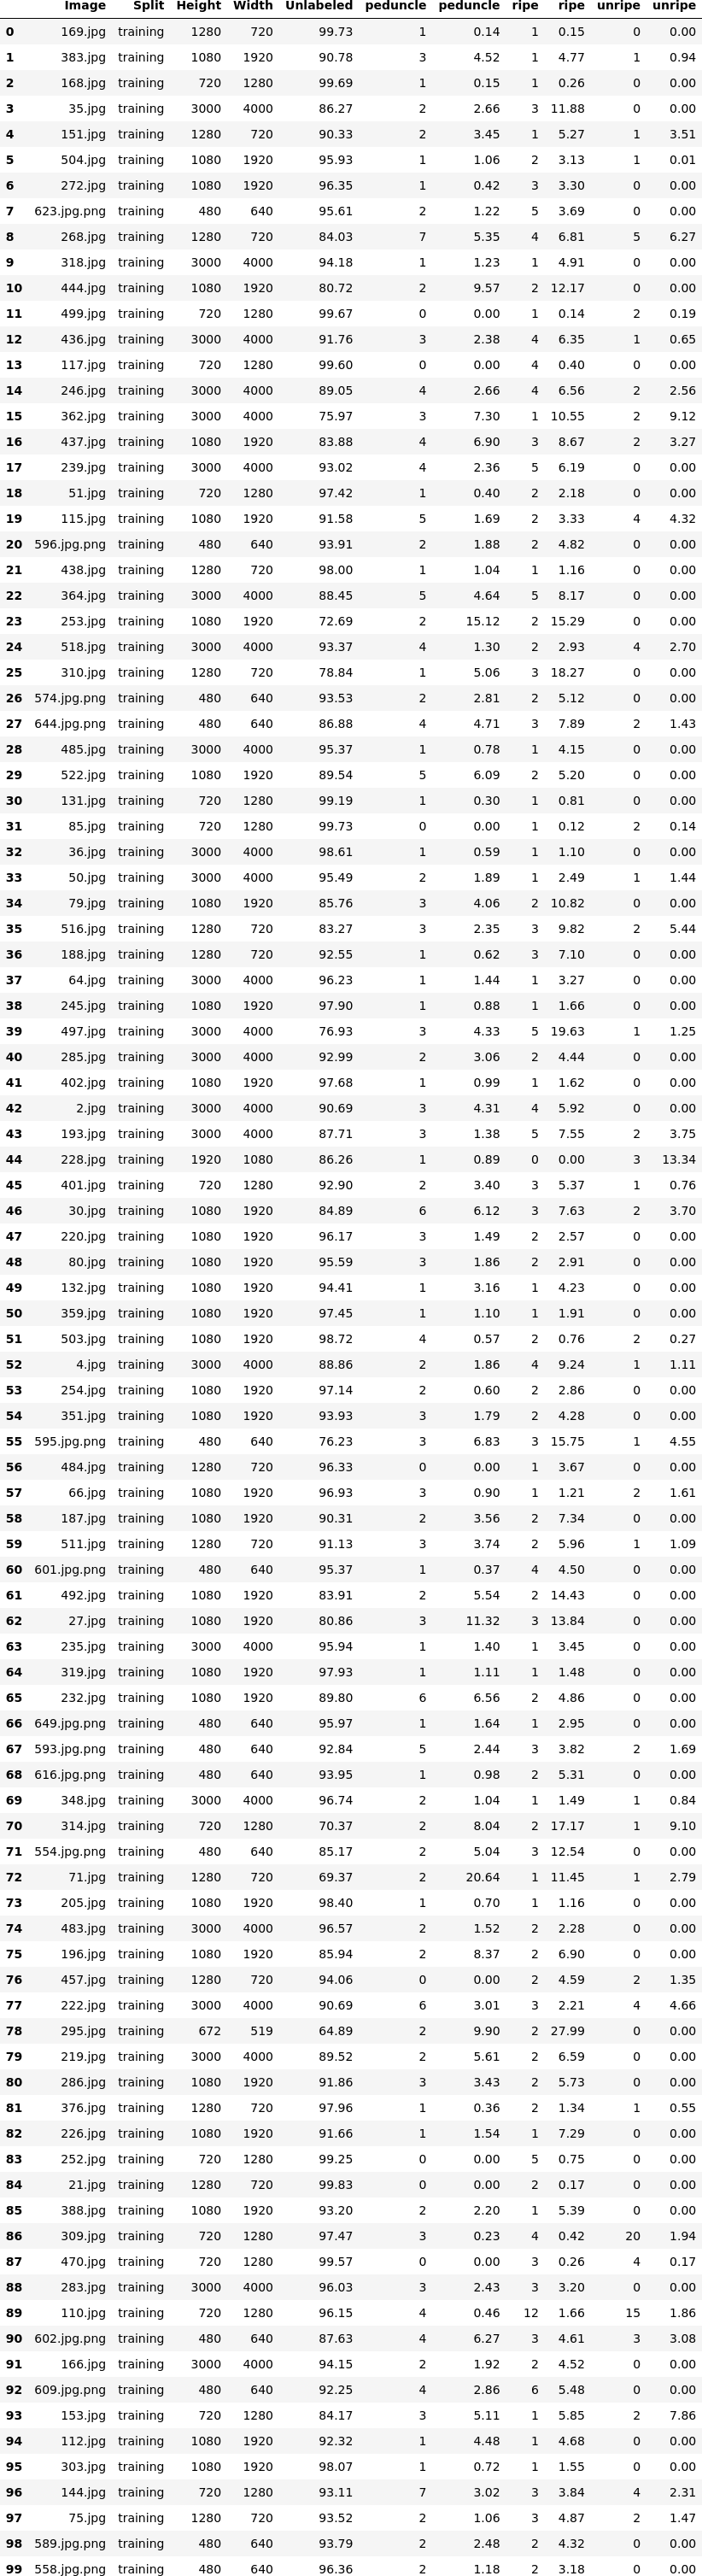 Image Split Height Width Unlabeled peduncle peduncle ripe ripe unripe unripe
0 169.jpg training 1280 720 99.73 1 0.14 1 0.15 0 0.00
1 383.jpg training 1080 1920 90.78 3 4.52 1 4.77 1 0.94
2 168.jpg training 720 1280 99.69 1 0.15 1 0.26 0 0.00
3 35.jpg training 3000 4000 86.27 2 2.66 3 11.88 0 0.00
4 151.jpg training 1280 720 90.33 2 3.45 1 5.27 1 3.51
5 504.jpg training 1080 1920 95.93 1 1.06 2 3.13 1 0.01
6 272.jpg training 1080 1920 96.35 1 0.42 3 3.30 0 0.00
7 623.jpg.png training 480 640 95.61 2 1.22 5 3.69 0 0.00
8 268.jpg training 1280 720 84.03 7 5.35 4 6.81 5 6.27
9 318.jpg training 3000 4000 94.18 1 1.23 1 4.91 0 0.00
10 444.jpg training 1080 1920 80.72 2 9.57 2 12.17 0 0.00
11 499.jpg training 720 1280 99.67 0 0.00 1 0.14 2 0.19
12 436.jpg training 3000 4000 91.76 3 2.38 4 6.35 1 0.65
13 117.jpg training 720 1280 99.60 0 0.00 4 0.40 0 0.00
14 246.jpg training 3000 4000 89.05 4 2.66 4 6.56 2 2.56
15 362.jpg training 3000 4000 75.97 3 7.30 1 10.55 2 9.12
16 437.jpg training 1080 1920 83.88 4 6.90 3 8.67 2 3.27
17 239.jpg training 3000 4000 93.02 4 2.36 5 6.19 0 0.00
18 51.jpg training 720 1280 97.42 1 0.40 2 2.18 0 0.00
19 115.jpg training 1080 1920 91.58 5 1.69 2 3.33 4 4.32
20 596.jpg.png training 480 640 93.91 2 1.88 2 4.82 0 0.00
21 438.jpg training 1280 720 98.00 1 1.04 1 1.16 0 0.00
22 364.jpg training 3000 4000 88.45 5 4.64 5 8.17 0 0.00
23 253.jpg training 1080 1920 72.69 2 15.12 2 15.29 0 0.00
24 518.jpg training 3000 4000 93.37 4 1.30 2 2.93 4 2.70
25 310.jpg training 1280 720 78.84 1 5.06 3 18.27 0 0.00
26 574.jpg.png training 480 640 93.53 2 2.81 2 5.12 0 0.00
27 644.jpg.png training 480 640 86.88 4 4.71 3 7.89 2 1.43
28 485.jpg training 3000 4000 95.37 1 0.78 1 4.15 0 0.00
29 522.jpg training 1080 1920 89.54 5 6.09 2 5.20 0 0.00
30 131.jpg training 720 1280 99.19 1 0.30 1 0.81 0 0.00
31 85.jpg training 720 1280 99.73 0 0.00 1 0.12 2 0.14
32 36.jpg training 3000 4000 98.61 1 0.59 1 1.10 0 0.00
33 50.jpg training 3000 4000 95.49 2 1.89 1 2.49 1 1.44
34 79.jpg training 1080 1920 85.76 3 4.06 2 10.82 0 0.00
35 516.jpg training 1280 720 83.27 3 2.35 3 9.82 2 5.44
36 188.jpg training 1280 720 92.55 1 0.62 3 7.10 0 0.00
37 64.jpg training 3000 4000 96.23 1 1.44 1 3.27 0 0.00
38 245.jpg training 1080 1920 97.90 1 0.88 1 1.66 0 0.00
39 497.jpg training 3000 4000 76.93 3 4.33 5 19.63 1 1.25
40 285.jpg training 3000 4000 92.99 2 3.06 2 4.44 0 0.00
41 402.jpg training 1080 1920 97.68 1 0.99 1 1.62 0 0.00
42 2.jpg training 3000 4000 90.69 3 4.31 4 5.92 0 0.00
43 193.jpg training 3000 4000 87.71 3 1.38 5 7.55 2 3.75
44 228.jpg training 1920 1080 86.26 1 0.89 0 0.00 3 13.34
45 401.jpg training 720 1280 92.90 2 3.40 3 5.37 1 0.76
46 30.jpg training 1080 1920 84.89 6 6.12 3 7.63 2 3.70
47 220.jpg training 1080 1920 96.17 3 1.49 2 2.57 0 0.00
48 80.jpg training 1080 1920 95.59 3 1.86 2 2.91 0 0.00
49 132.jpg training 1080 1920 94.41 1 3.16 1 4.23 0 0.00
50 359.jpg training 1080 1920 97.45 1 1.10 1 1.91 0 0.00
51 503.jpg training 1080 1920 98.72 4 0.57 2 0.76 2 0.27
52 4.jpg training 3000 4000 88.86 2 1.86 4 9.24 1 1.11
53 254.jpg training 1080 1920 97.14 2 0.60 2 2.86 0 0.00
54 351.jpg training 1080 1920 93.93 3 1.79 2 4.28 0 0.00
55 595.jpg.png training 480 640 76.23 3 6.83 3 15.75 1 4.55
56 484.jpg training 1280 720 96.33 0 0.00 1 3.67 0 0.00
57 66.jpg training 1080 1920 96.93 3 0.90 1 1.21 2 1.61
58 187.jpg training 1080 1920 90.31 2 3.56 2 7.34 0 0.00
59 511.jpg training 1280 720 91.13 3 3.74 2 5.96 1 1.09
60 601.jpg.png training 480 640 95.37 1 0.37 4 4.50 0 0.00
61 492.jpg training 1080 1920 83.91 2 5.54 2 14.43 0 0.00
62 27.jpg training 1080 1920 80.86 3 11.32 3 13.84 0 0.00
63 235.jpg training 3000 4000 95.94 1 1.40 1 3.45 0 0.00
64 319.jpg training 1080 1920 97.93 1 1.11 1 1.48 0 0.00
65 232.jpg training 1080 1920 89.80 6 6.56 2 4.86 0 0.00
66 649.jpg.png training 480 640 95.97 1 1.64 1 2.95 0 0.00
67 593.jpg.png training 480 640 92.84 5 2.44 3 3.82 2 1.69
68 616.jpg.png training 480 640 93.95 1 0.98 2 5.31 0 0.00
69 348.jpg training 3000 4000 96.74 2 1.04 1 1.49 1 0.84
70 314.jpg training 720 1280 70.37 2 8.04 2 17.17 1 9.10
71 554.jpg.png training 480 640 85.17 2 5.04 3 12.54 0 0.00
72 71.jpg training 1280 720 69.37 2 20.64 1 11.45 1 2.79
73 205.jpg training 1080 1920 98.40 1 0.70 1 1.16 0 0.00
74 483.jpg training 3000 4000 96.57 2 1.52 2 2.28 0 0.00
75 196.jpg training 1080 1920 85.94 2 8.37 2 6.90 0 0.00
76 457.jpg training 1280 720 94.06 0 0.00 2 4.59 2 1.35
77 222.jpg training 3000 4000 90.69 6 3.01 3 2.21 4 4.66
78 295.jpg training 672 519 64.89 2 9.90 2 27.99 0 0.00
79 219.jpg training 3000 4000 89.52 2 5.61 2 6.59 0 0.00
80 286.jpg training 1080 1920 91.86 3 3.43 2 5.73 0 0.00
81 376.jpg training 1280 720 97.96 1 0.36 2 1.34 1 0.55
82 226.jpg training 1080 1920 91.66 1 1.54 1 7.29 0 0.00
83 252.jpg training 720 1280 99.25 0 0.00 5 0.75 0 0.00
84 21.jpg training 1280 720 99.83 0 0.00 2 0.17 0 0.00
85 388.jpg training 1080 1920 93.20 2 2.20 1 5.39 0 0.00
86 309.jpg training 720 1280 97.47 3 0.23 4 0.42 20 1.94
87 470.jpg training 720 1280 99.57 0 0.00 3 0.26 4 0.17
88 283.jpg training 3000 4000 96.03 3 2.43 3 3.20 0 0.00
89 110.jpg training 720 1280 96.15 4 0.46 12 1.66 15 1.86
90 602.jpg.png training 480 640 87.63 4 6.27 3 4.61 3 3.08
91 166.jpg training 3000 4000 94.15 2 1.92 2 4.52 0 0.00
92 609.jpg.png training 480 640 92.25 4 2.86 6 5.48 0 0.00
93 153.jpg training 720 1280 84.17 3 5.11 1 5.85 2 7.86
94 112.jpg training 1080 1920 92.32 1 4.48 1 4.68 0 0.00
95 303.jpg training 1080 1920 98.07 1 0.72 1 1.55 0 0.00
96 144.jpg training 720 1280 93.11 7 3.02 3 3.84 4 2.31
97 75.jpg training 1280 720 93.52 2 1.06 3 4.87 2 1.47
98 589.jpg.png training 480 640 93.79 2 2.48 2 4.32 0 0.00
99 558.jpg.png training 480 640 96.36 2 1.18 2 3.18 0 0.00